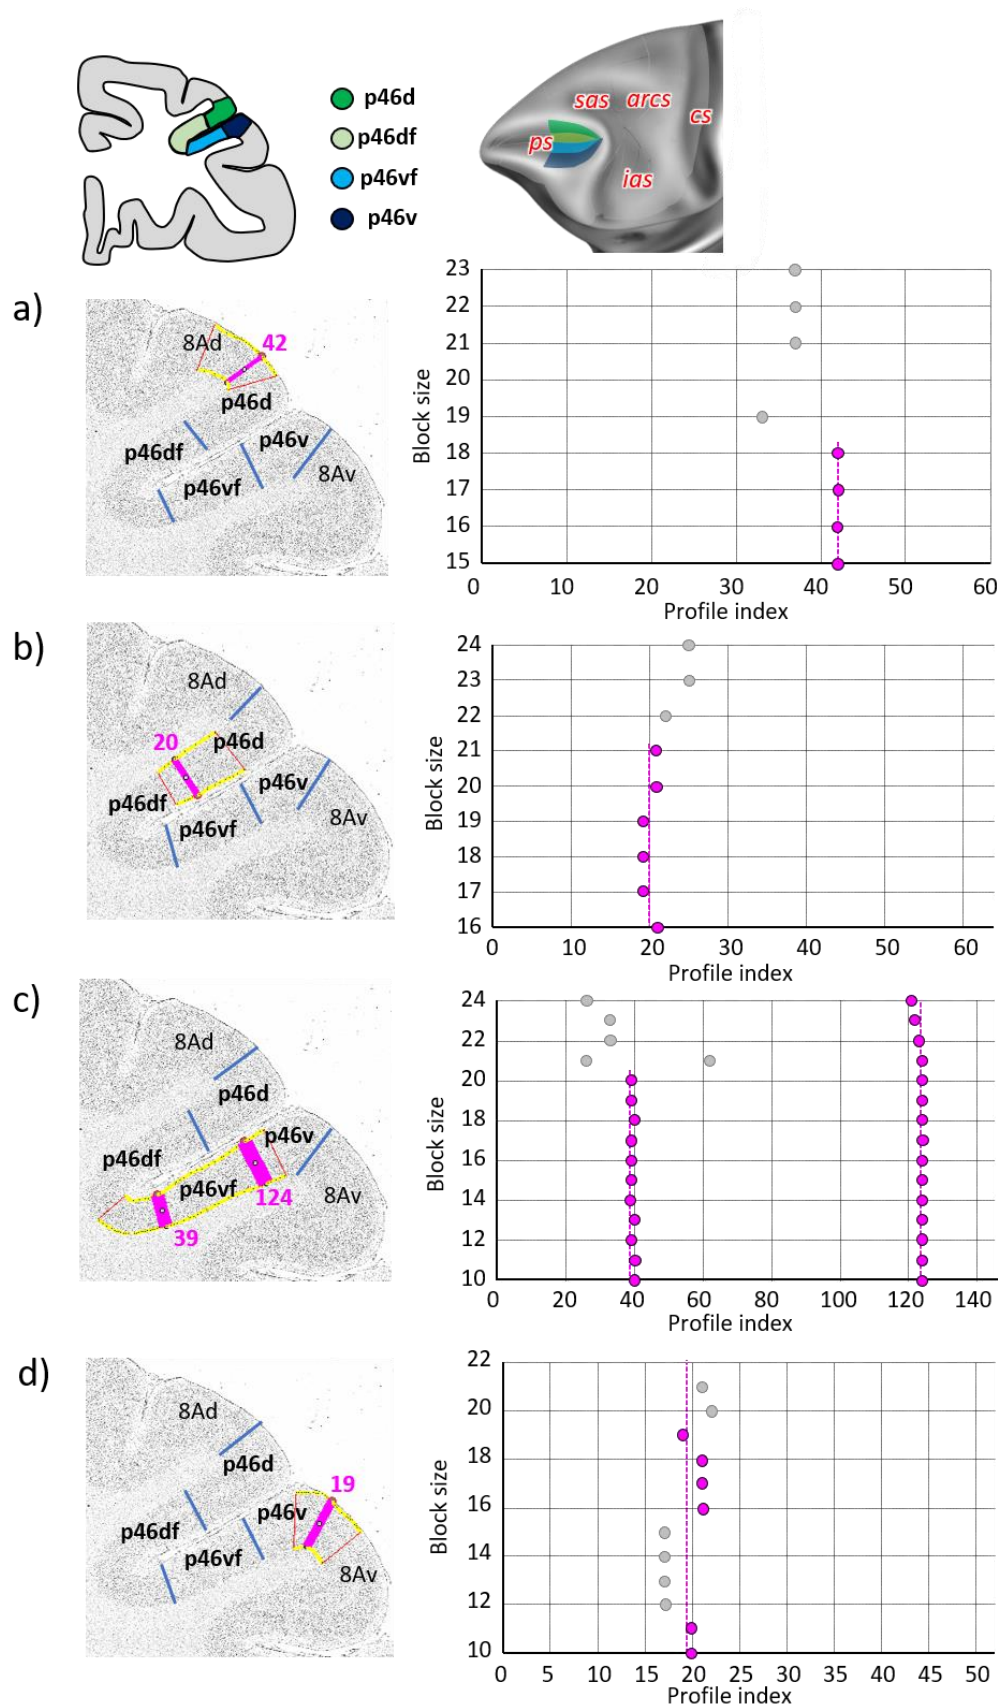 p46d
p46df
p46vf
p46v
sas
arcs
cs
ps
ias
a)
8Ad
42
p46d
p46df
p46v
p46vf
8Av
Block size
23
22
21
20
19
18
17
16
15
0 10 20 30 40 50 60
Profile index
b)
8Ad
20
p46d
p46df
p46v
p46vf
8Av
Block size
24
23
22
21
20
19
18
17
16
0 10 20 30 40 50 60
Profile index
c)
8Ad
p46d
p46v
p46df
p46vf
124
8Av
39
Block size
24
22
20
18
16
14
12
10
0 20 40 60 80 100 120 140
Profile index
d)
8Ad
p46d
19
p46v
p46df
p46vf
8Av
Block size
22
20
18
16
14
12
10
0 5 10 15 20 25 30 35 40 45 50
Profile index